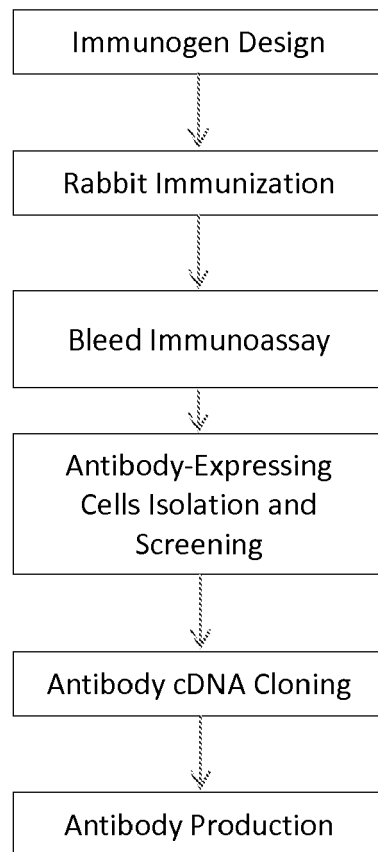 Immunogen Design
Rabbit Immunization
Bleed Immunoassay
Antibody-Expressing
Cells Isolation and
Screening
Antibody cDNA Cloning
Antibody Production